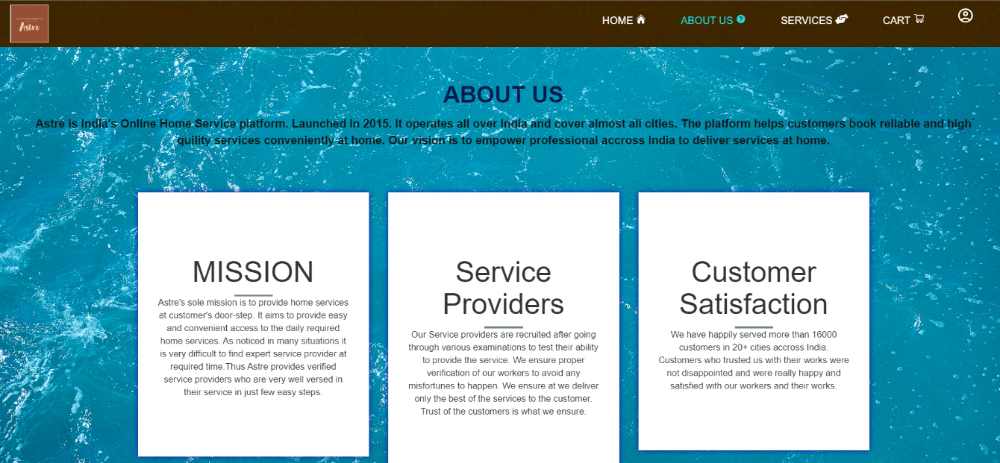 Astre
HOME
ABOUT US
SERVICES
CART
ABOUT US
Astre is India's Online Home Service platform. Launched in 2015. It operates all over India and cover almost all cities. The platform helps customers book reliable and high
quility services conveniently at home. Our vision is to empower professional accross India to deliver services at home.
MISSION
Astre's sole mission is to provide home services
at customer's door-step. It aims to provide easy
and convenient access to the daily required
home services. As noticed in many situations it
is very difficult to find expert service provider at
required time.Thus Astre provides verified
service providers who are very well versed in
their service in just few easy steps.
Service
Providers
Our Service providers are recruited after going
through various examinations to test their ability
to provide the service. We ensure proper
verification of our workers to avoid any
misfortunes to happen. We ensure at we deliver
only the best of the services to the customer.
Trust of the customers is what we ensure.
Customer
Satisfaction
We have happily served more than 16000
customers in 20+ cities accross India.
Customers who trusted us with their works were
not disappointed and were really happy and
satisfied with our workers and their works.